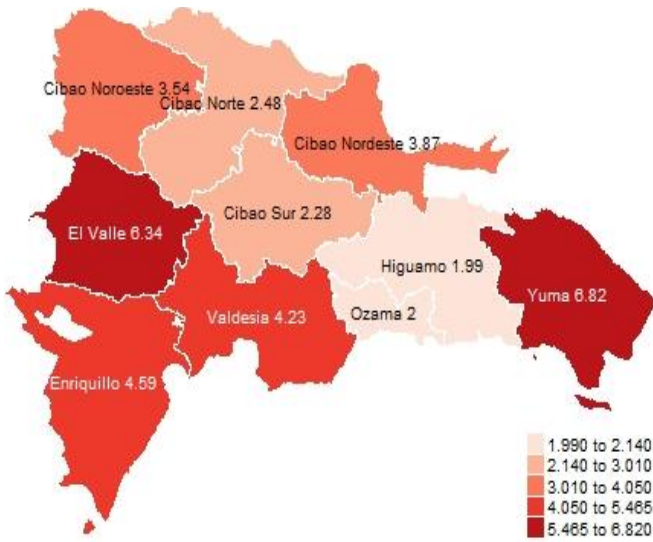 Cibao Noroeste 3.54
Cibao Norte 2.48
Cibao Nordeste 3.87
Cibao Sur 2.28
El Valle 6.34
Higuamo 1.99
Yuma 6.82
Valdesia 4.23
Ozama 2
Enriquillo 4.59
1.990 to 2.140
2.140 to 3.010
3.010 to 4.050
4.050 to 5.465
5.465 to 6.820